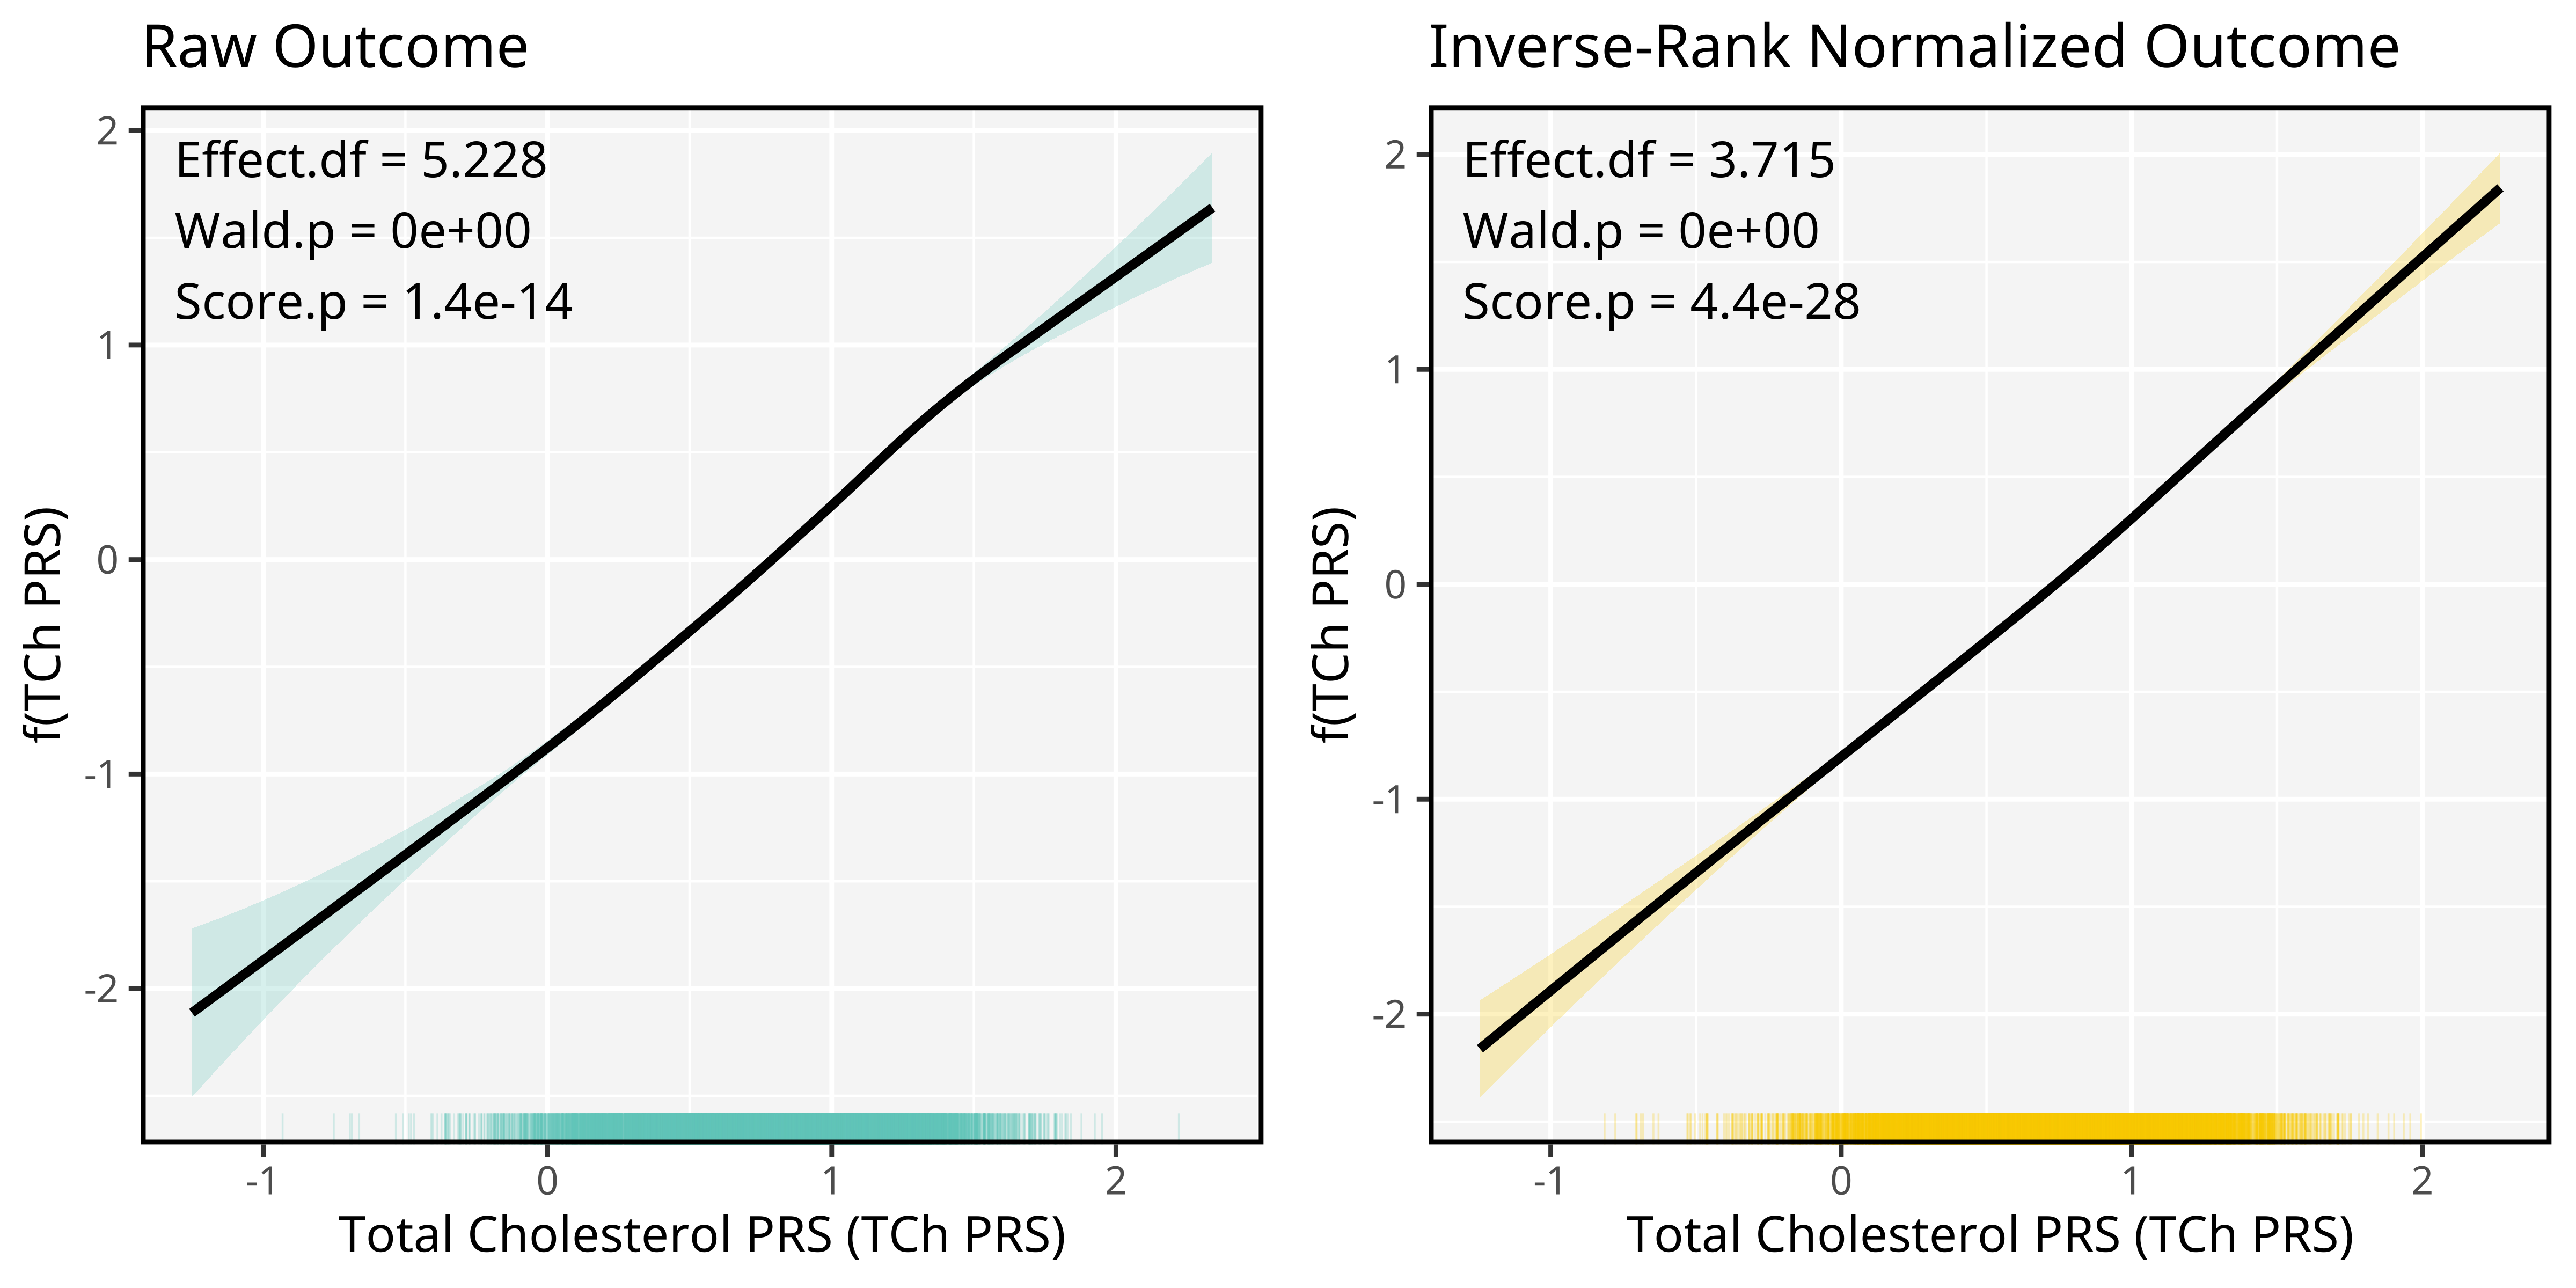 Raw Outcome
Effect.df = 5.228
Wald.p = 0e+00
Score.p = 1.4e-14
2
1
0
-1
-2
f(TCh PRS)
-1 0 1 2
Total Cholesterol PRS (TCh PRS)
Inverse-Rank Normalized Outcome
Effect.df = 3.715
Wald.p = 0e+00
Score.p = 4.4e-28
2
1
0
-1
-2
f(TCh PRS)
-1 0 1 2
Total Cholesterol PRS (TCh PRS)